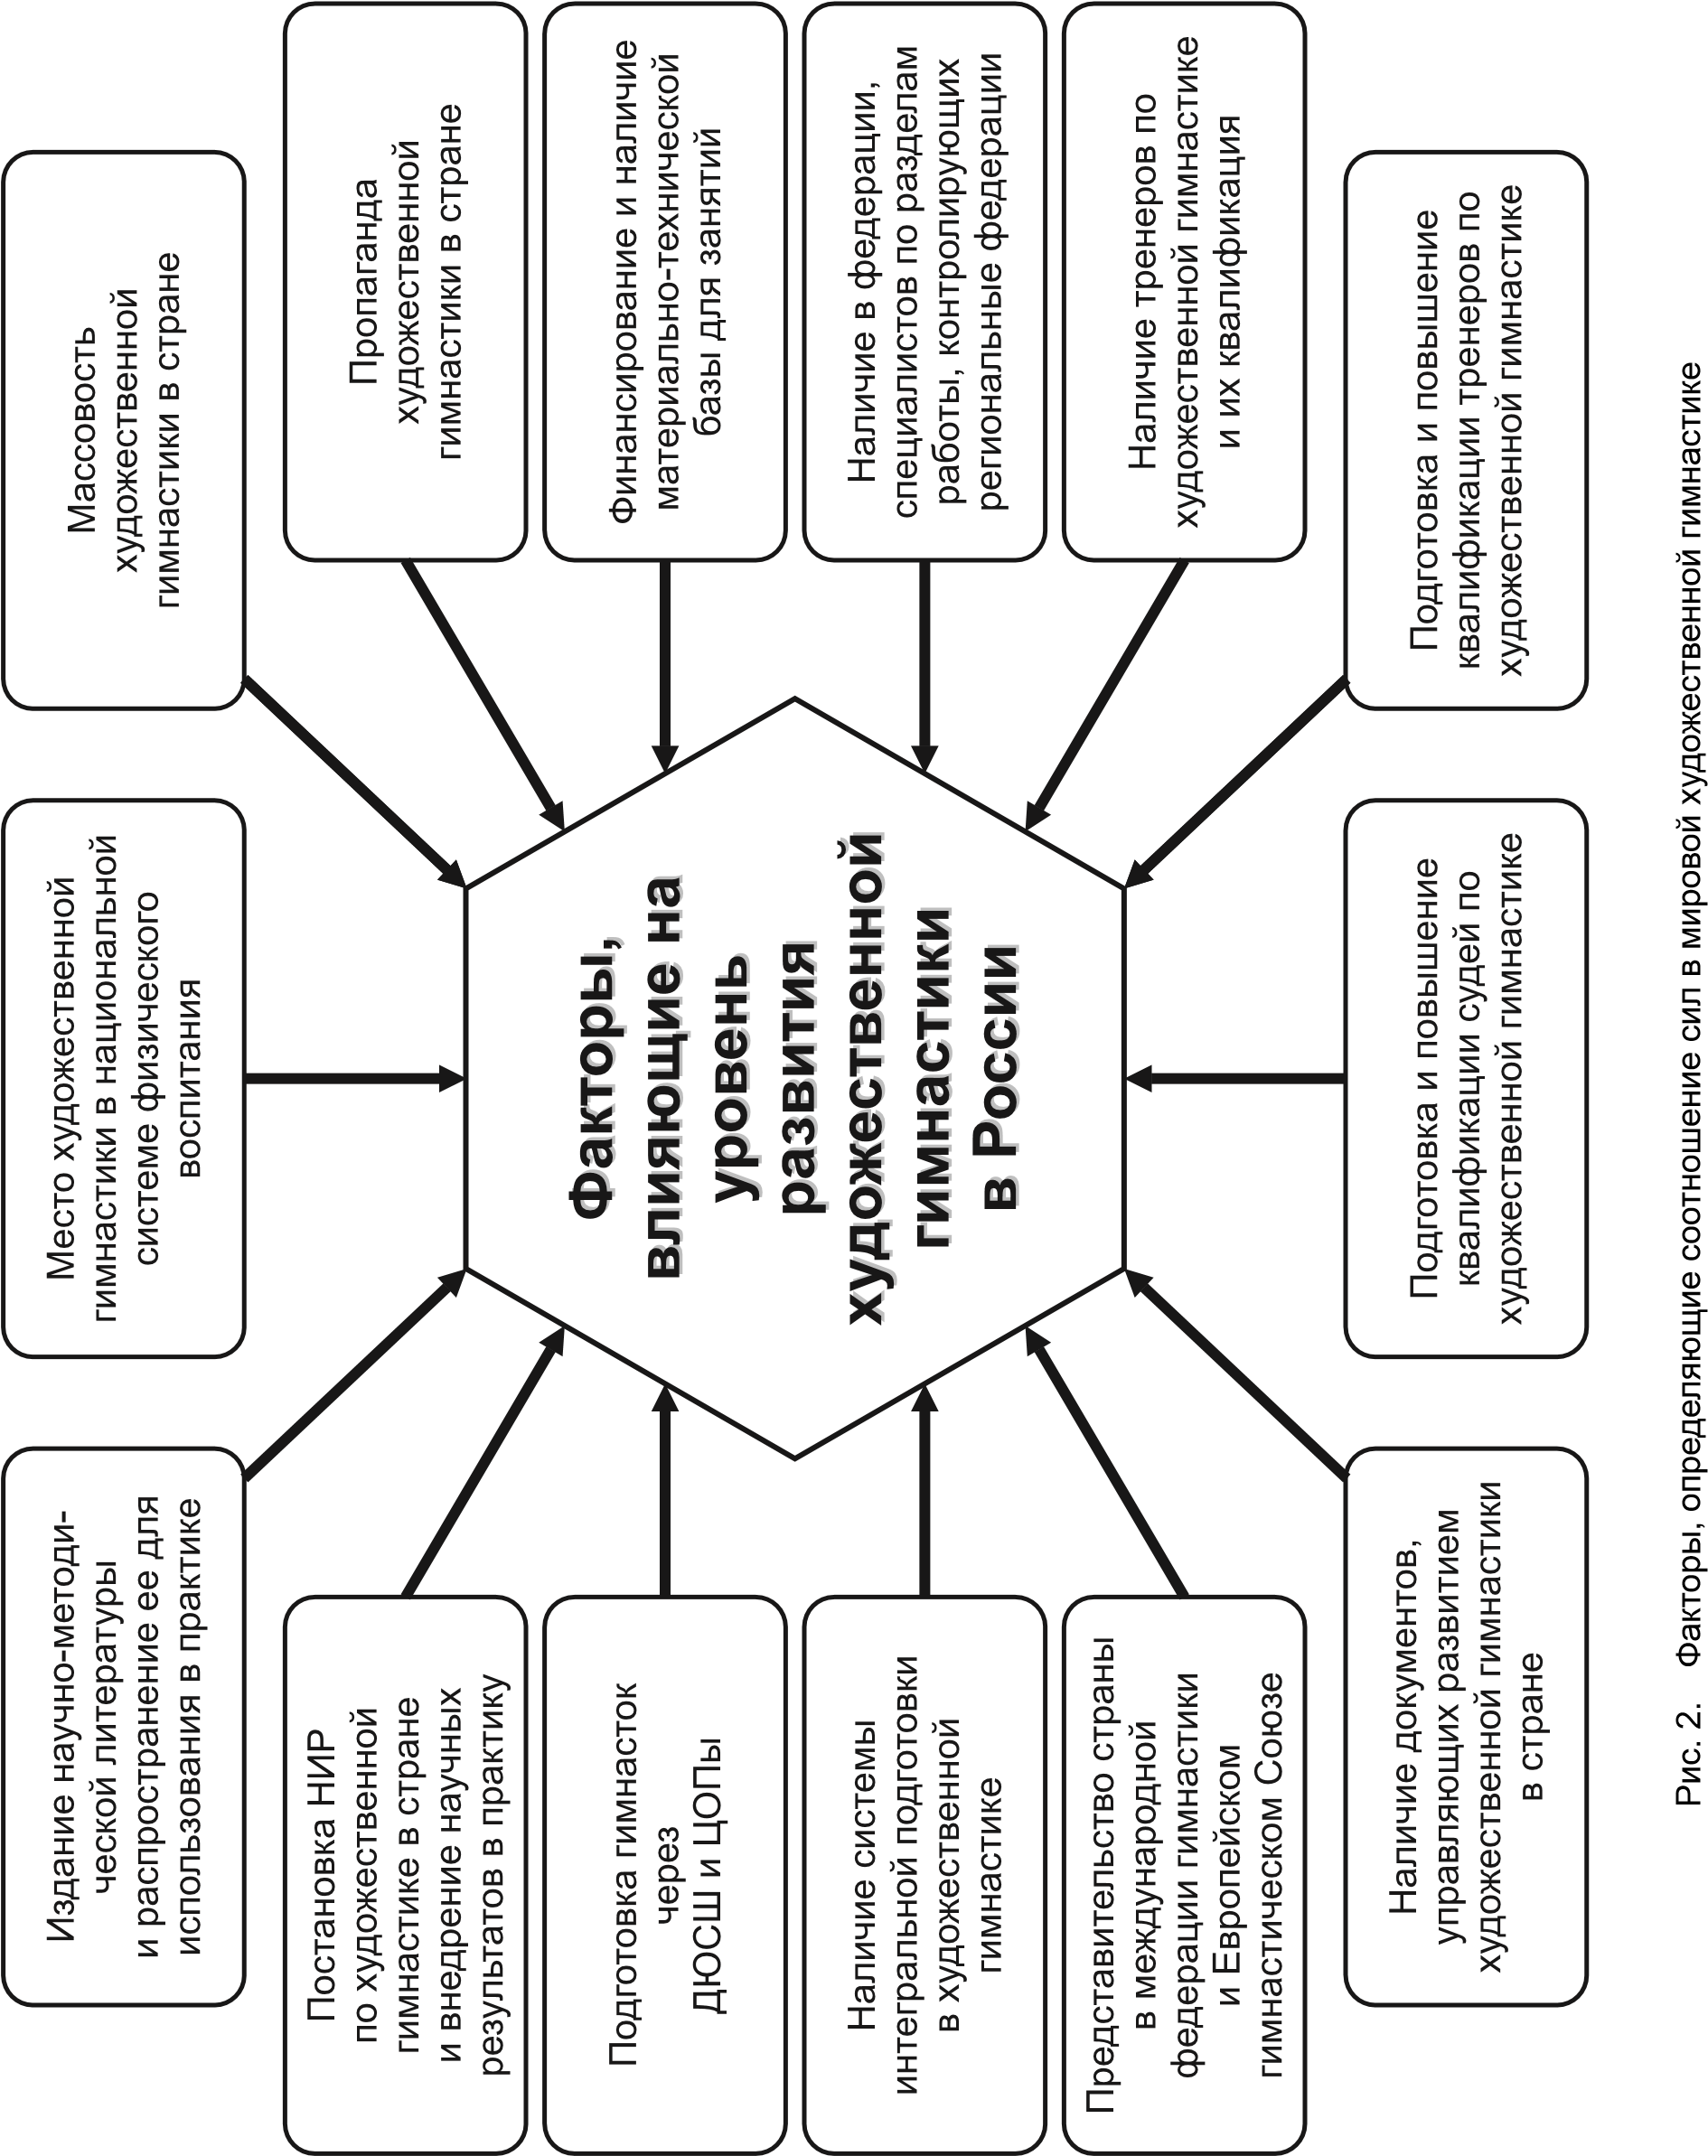 Издание научно-методи-
ческой литературы
и распространение ее для
использования в практике
Место художественной
гимнастики в национальной
системе физического
воспитания
Массовость
художественной
гимнастики в стране
Постановка НИР
по художественной
гимнастике в стране
и внедрение научных
результатов в практику
Подготовка гимнасток
через
ДЮСШ и ЦОПы
Наличие системы
интегральной подготовки
в художественной
гимнастике
Представительство страны
в международной
федерации гимнастики
и Европейском
гимнастическом Союзе
Факторы,
влияющие на
уровень
развития
художественной
гимнастики
в России
Пропаганда
художественной
гимнастики в стране
Финансирование и наличие
материально-технической
базы для занятий
Наличие в федерации,
специалистов по разделам
работы, контролирующих
региональные федерации
Наличие тренеров по
художественной гимнастике
и их квалификация
Наличие документов,
управляющих развитием
художественной гимнастики
в стране
Подготовка и повышение
квалификации судей по
художественной гимнастике
Подготовка и повышение
квалификации тренеров по
художественной гимнастике
Рис. 2. Факторы, определяющие соотношение сил в мировой художественной гимнастике